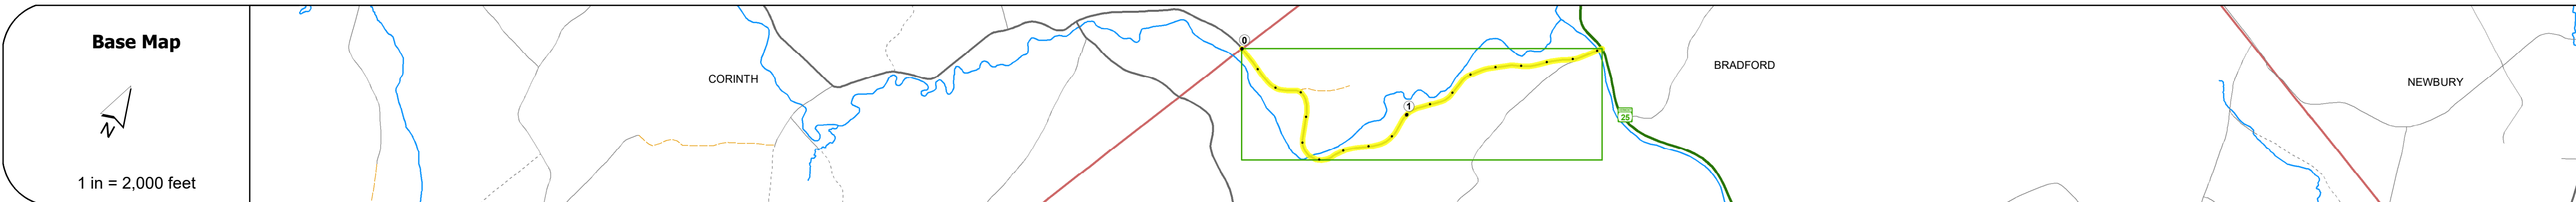 Base Map
N
1 in = 2,000 feet
CORINTH
0
1
25
BRADFORD
NEWBURY